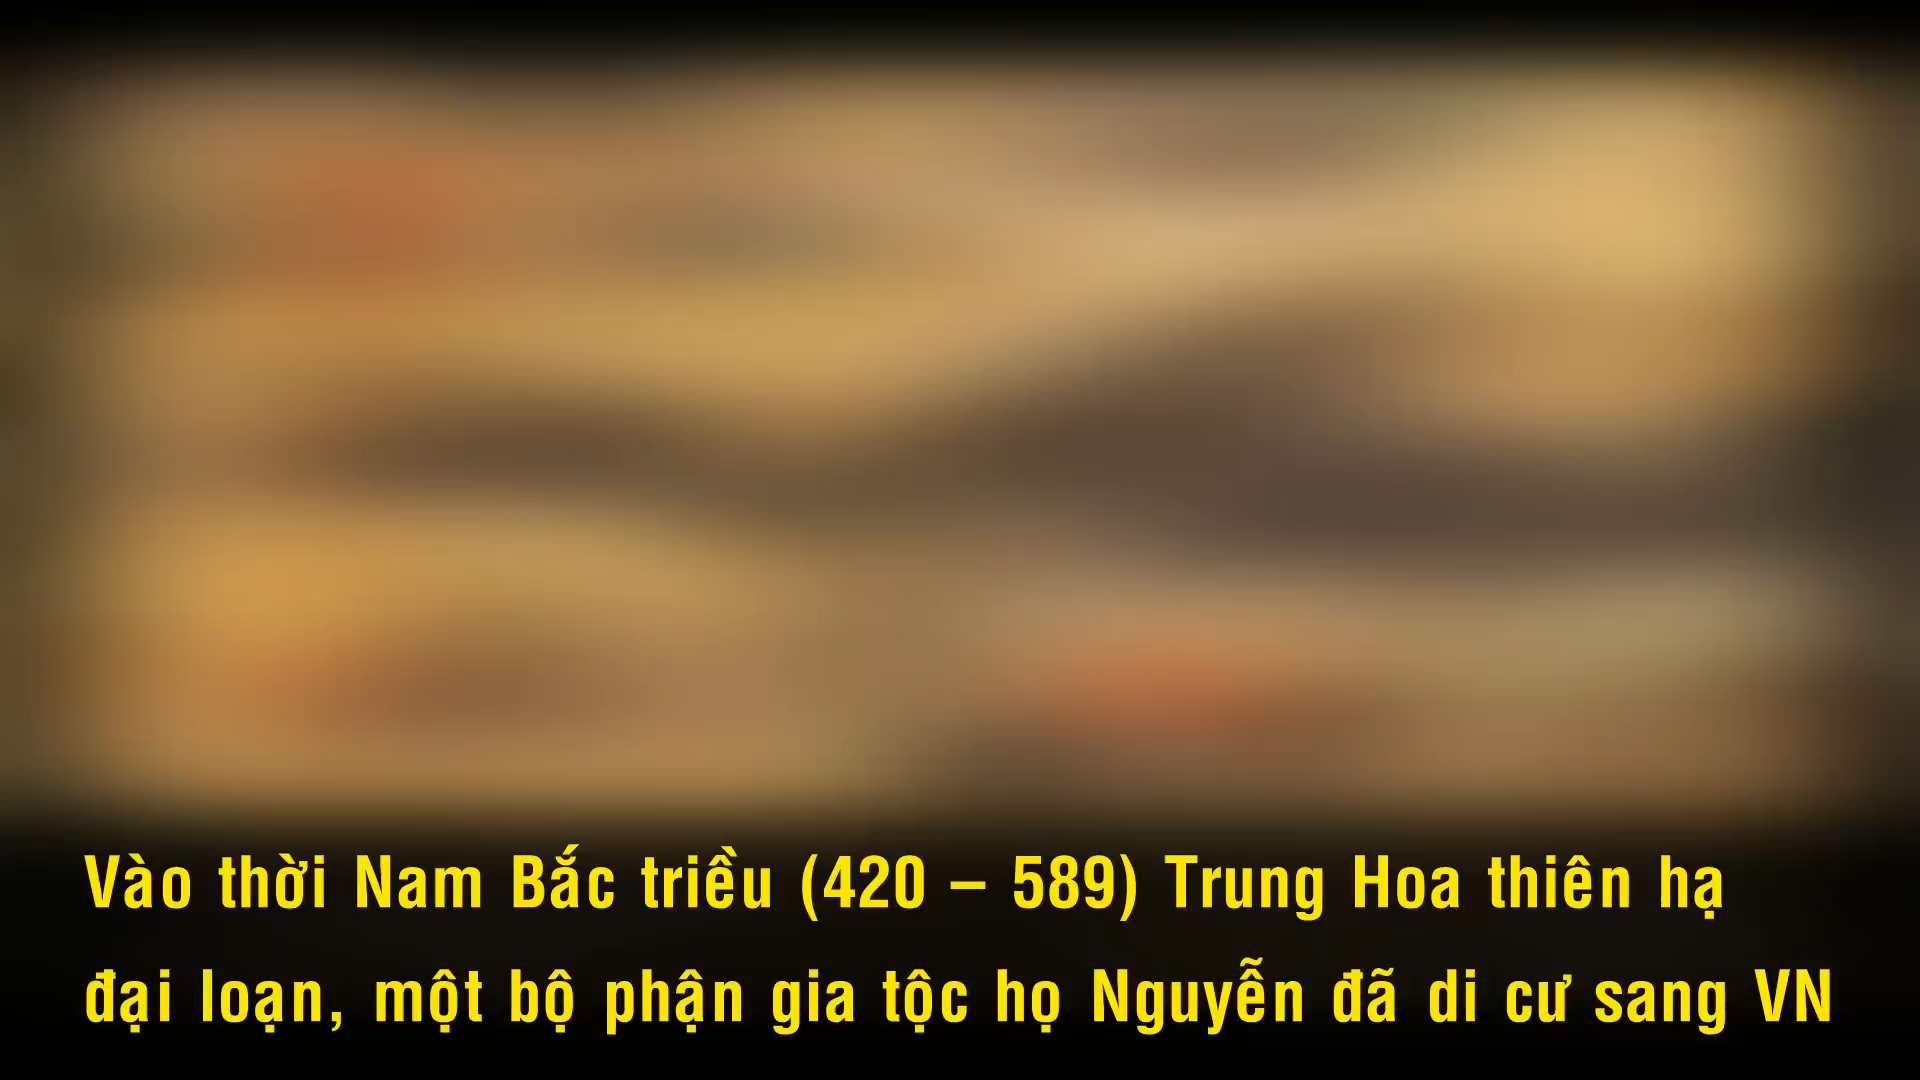 Vào thời Nam Bắc triều (420 – 589) Trung Hoa thiên hạ
đại loạn, một bộ phận gia tộc họ Nguyễn đã di cư sang VN